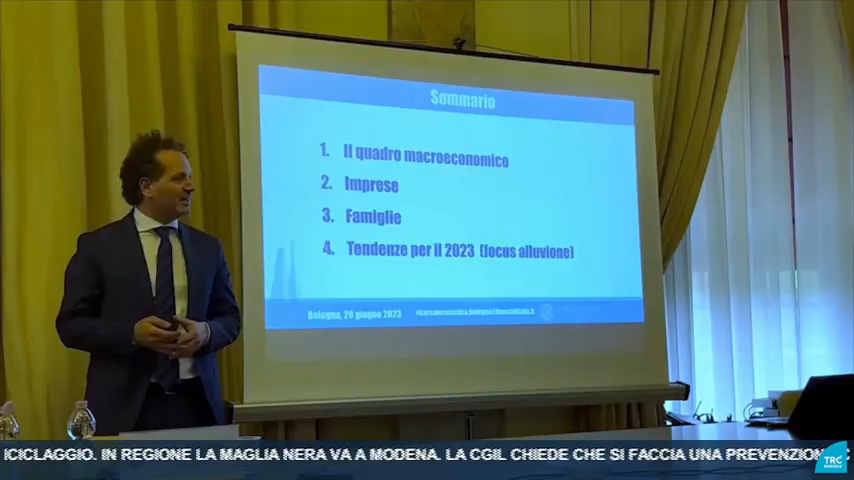 Sommario
1. Il quadro macroeconomico
2. Imprese
3. Famiglie
4. Tendenze per il 2023 (focus alluvione)
Bologna, 20 giugno 2023
ICICLAGGIO. IN REGIONE LA MAGLIA NERA VA A MODENA. LA CGIL CHIEDE CHE SI FACCIA UNA PREVENZION
TRC